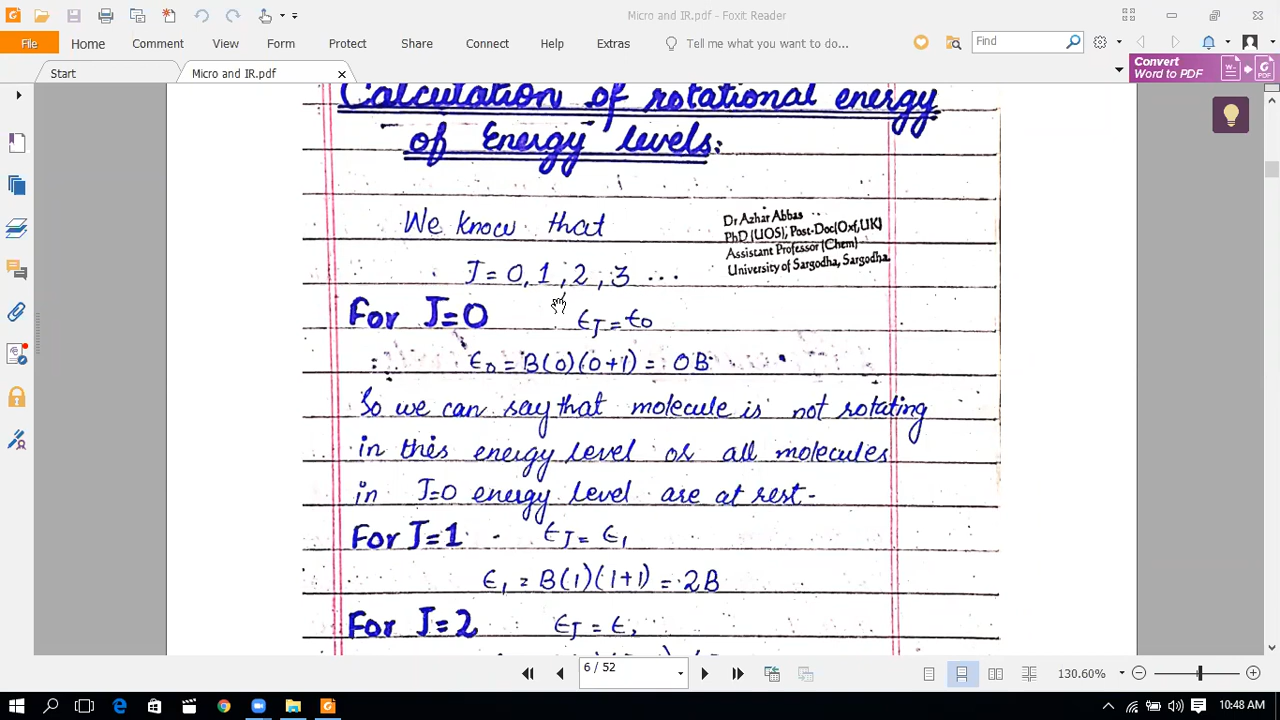 Micro and IR.pdf - Foxit Reader
File Home Comment View Form Protect Share Connect Help Extras Tell me what you want to do... Find
Start Micro and IR.pdf
Convert
Word to PDF
Calculation of rotational energy
of Energy levels:
We know that
Dr Azhar Abbas
PhD (UOS), Post-Doc(Oxf,UK)
Assistant Professor (Chem)
University of Sargodha, Sargodha.
J = 0, 1, 2, 3 ...
For J=0 ϵJ = ϵ0
ϵ0 = B(0)(0+1) = 0B
So we can say that molecule is not rotating
in this energy level or all molecules
in J=0 energy level are at rest-
For J=1 ϵJ = ϵ1
ϵ1 = B(1)(1+1) = 2B
For J=2 ϵJ = ϵ1
6 / 52
130.60%
10:48 AM